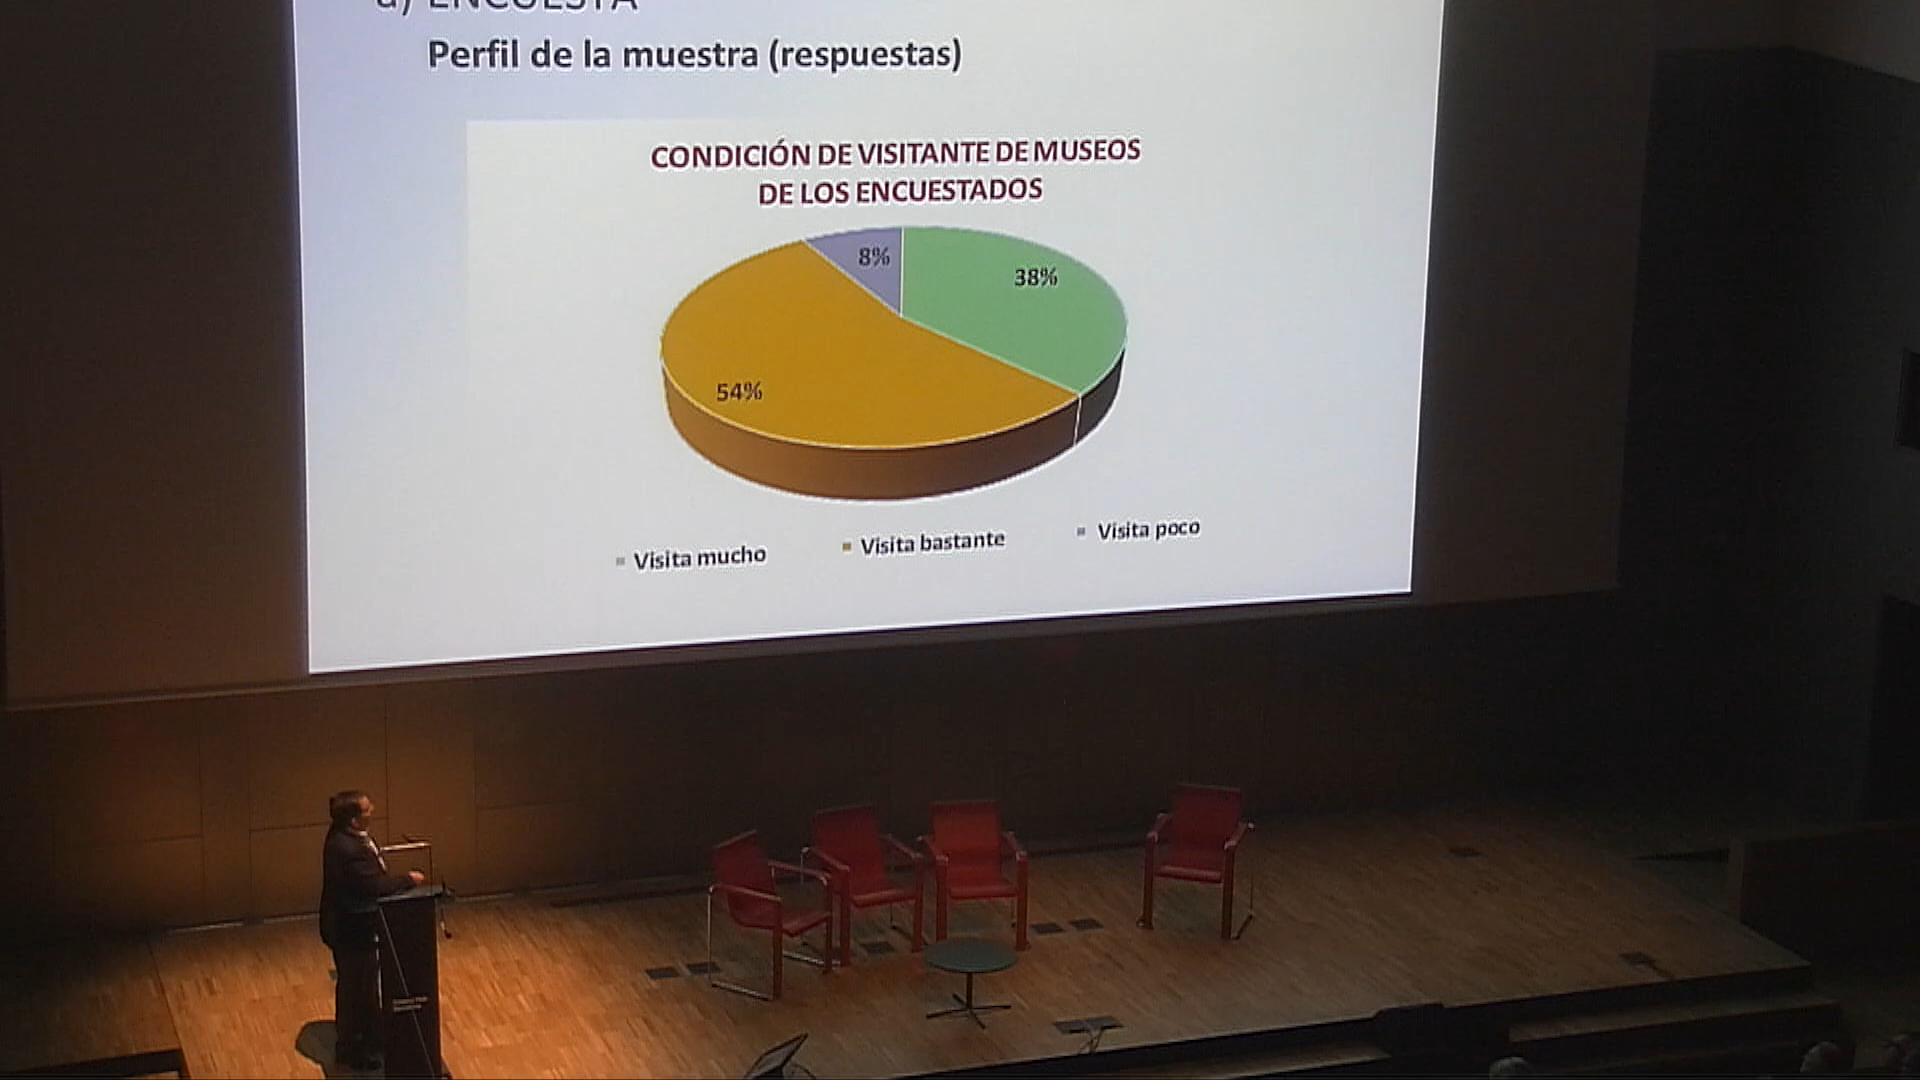 a) ENCUESTA
Perfil de la muestra (respuestas)
CONDICIÓN DE VISITANTE DE MUSEOS
DE LOS ENCUESTADOS
8%
38%
54%
Visita mucho
Visita bastante
Visita poco